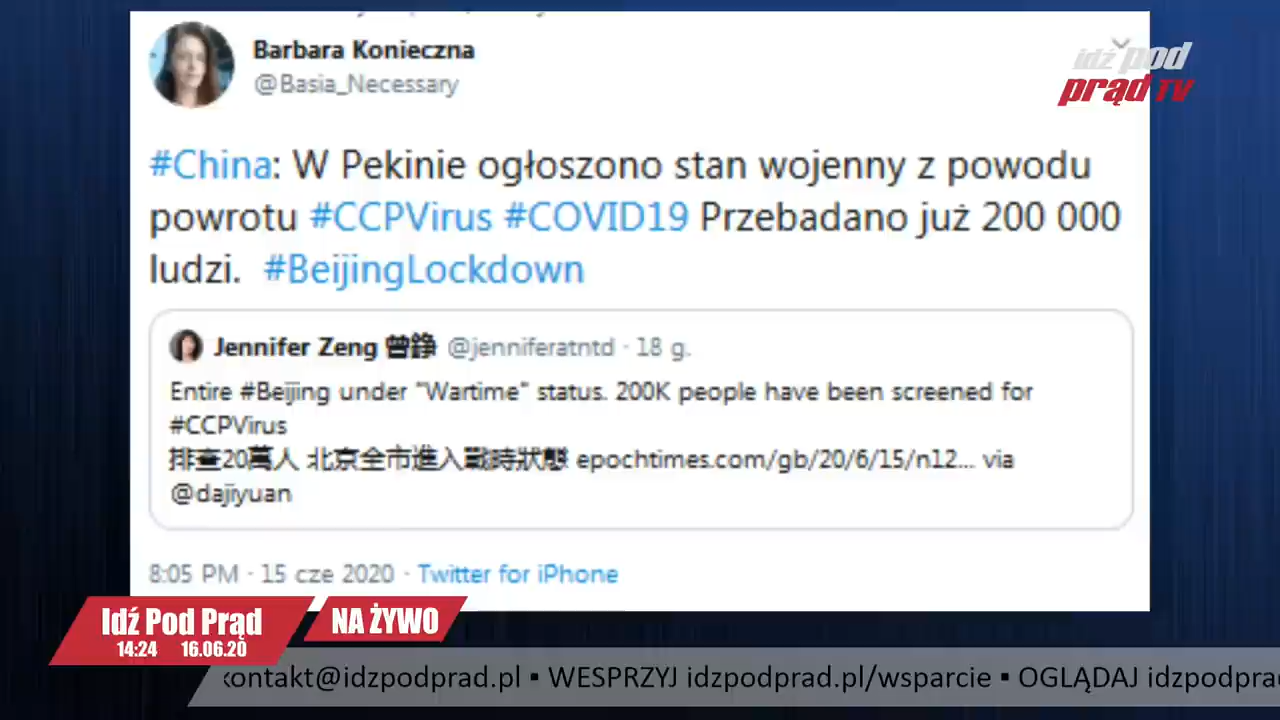 Barbara Konieczna
@Basia_Necessary
idź pod
prąd TV
#China: W Pekinie ogłoszono stan wojenny z powodu
powrotu #CCPVirus #COVID19 Przebadano już 200 000
ludzi. #BeijingLockdown
Jennifer Zeng 曾錚 @jenniferatntd · 18 g.
Entire #Beijing under "Wartime" status. 200K people have been screened for
#CCPVirus
排查20萬人 北京全市進入戰時狀態 epochtimes.com/gb/20/6/15/n12... via
@dajiyuan
8:05 PM · 15 cze 2020 · Twitter for iPhone
Idź Pod Prąd NA ŻYWO
14:24 16.06.20
kontakt@idzpodprad.pl ▪ WESPRZYJ idzpodprad.pl/wsparcie ▪ OGLĄDAJ idzpodprad